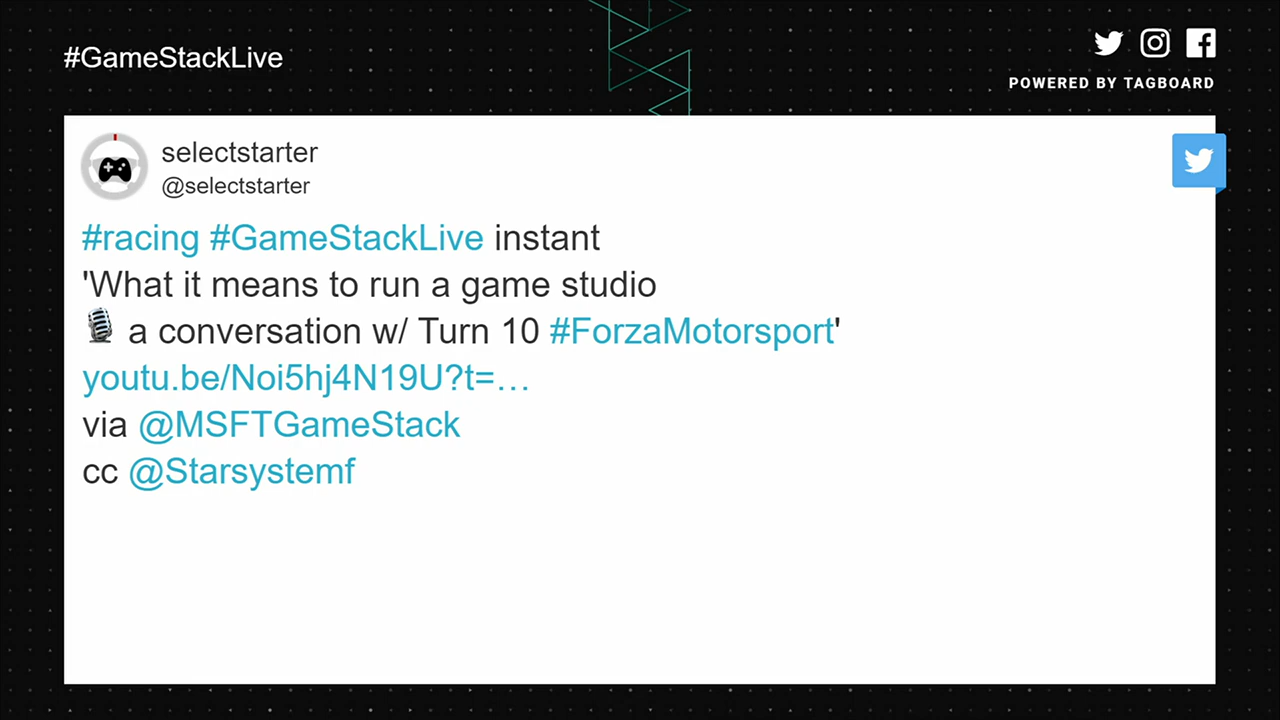 #GameStackLive
POWERED BY TAGBOARD
selectstarter
@selectstarter
#racing #GameStackLive instant
'What it means to run a game studio
🎙 a conversation w/ Turn 10 #ForzaMotorsport'
youtu.be/Noi5hj4N19U?t=…
via @MSFTGameStack
cc @Starsystemf